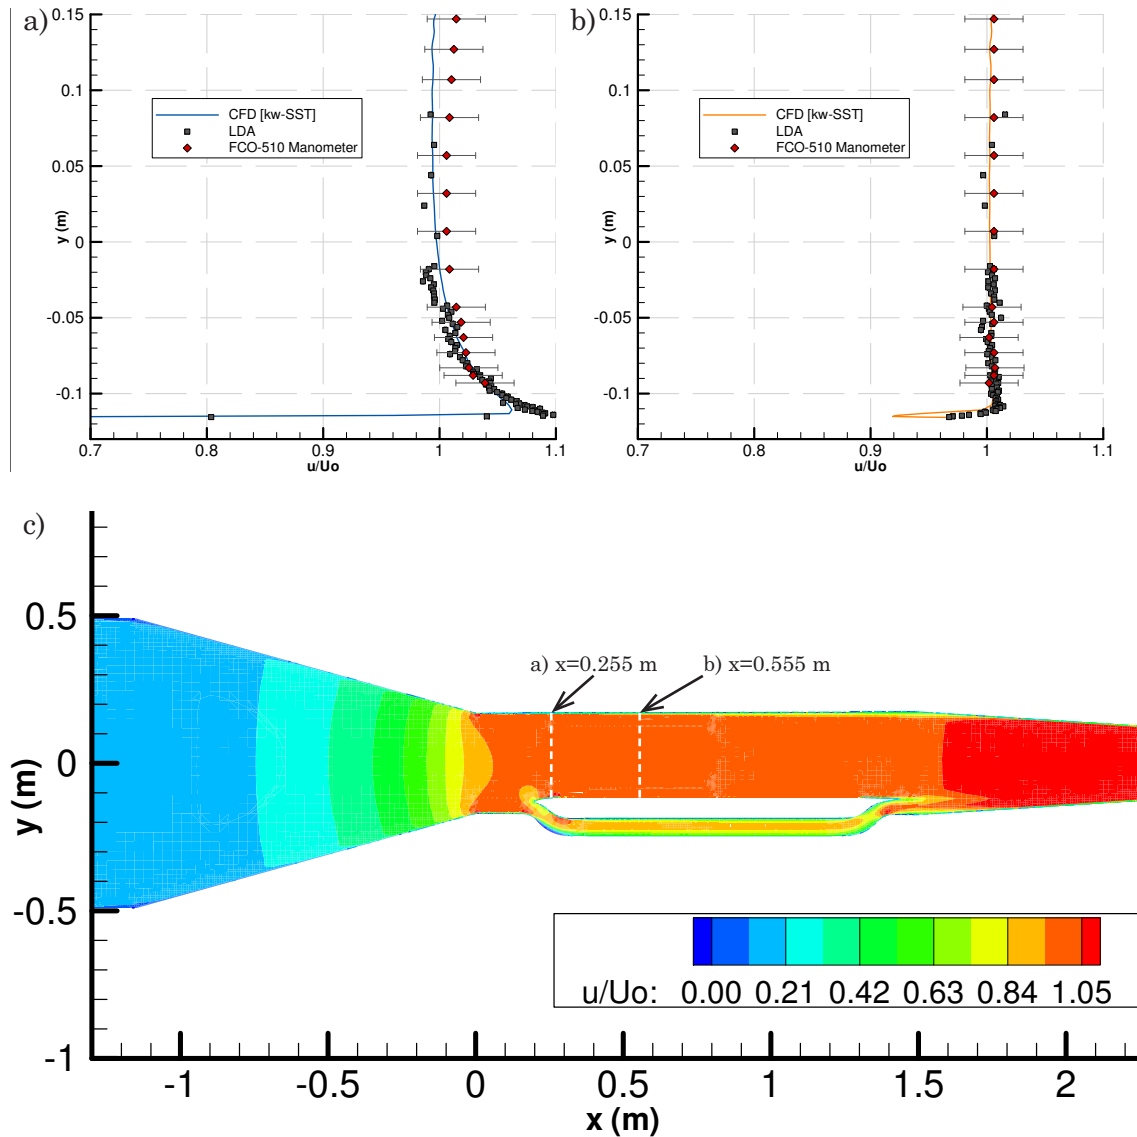 a)
0.15
0.1
0.05
0
-0.05
-0.1
y (m)
CFD [kw-SST]
LDA
FCO-510 Manometer
0.7 0.8 0.9 1 1.1
u/Uo
b)
0.15
0.1
0.05
0
-0.05
-0.1
y (m)
CFD [kw-SST]
LDA
FCO-510 Manometer
0.7 0.8 0.9 1 1.1
u/Uo
c)
0.5
0
-0.5
-1
y (m)
a) x=0.255 m
b) x=0.555 m
u/Uo: 0.00 0.21 0.42 0.63 0.84 1.05
-1 -0.5 0 0.5 1 1.5 2
x (m)